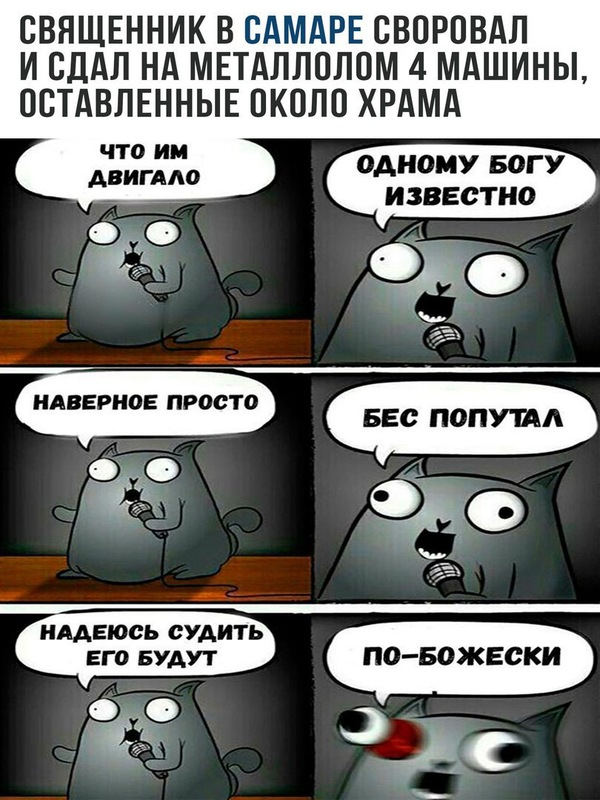 СВЯЩЕННИК В САМАРЕ СВОРОВАЛ
И СДАЛ НА МЕТАЛЛОЛОМ 4 МАШИНЫ,
ОСТАВЛЕННЫЕ ОКОЛО ХРАМА
ЧТО ИМ
ДВИГАЛО
ОДНОМУ БОГУ
ИЗВЕСТНО
НАВЕРНОЕ ПРОСТО
БЕС ПОПУТАЛ
НАДЕЮСЬ СУДИТЬ
ЕГО БУДУТ
ПО-БОЖЕСКИ